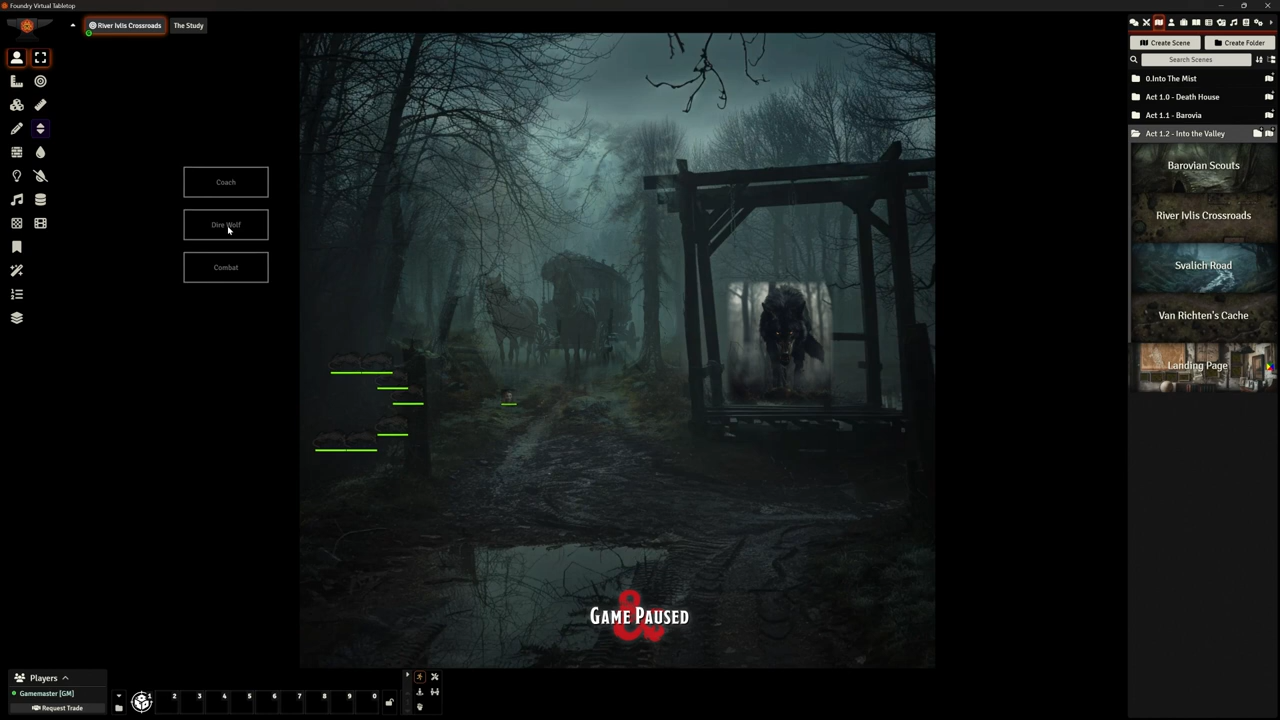 Foundry Virtual Tabletop
River Ivlis Crossroads
The Study
Create Scene
Create Folder
Search Scenes
0.Into The Mist
Act 1.0 - Death House
Act 1.1 - Barovia
Act 1.2 - Into the Valley
Barovian Scouts
River Ivlis Crossroads
Svalich Road
Van Richten's Cache
Landing Page
Coach
Dire Wolf
Combat
Game Paused
Players
Gamemaster [GM]
Request Trade
1 2 3 4 5 6 7 8 9 0